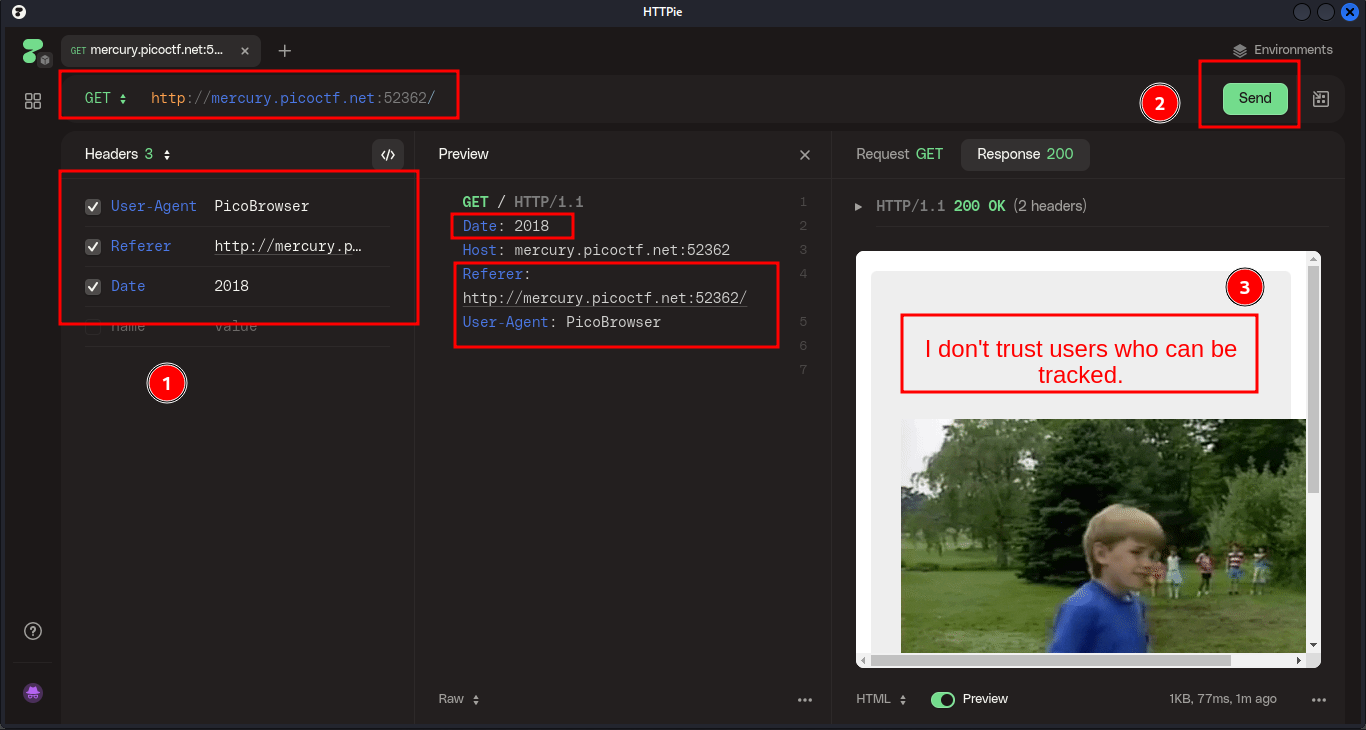 HTTPie
GET mercury.picoctf.net:5...
Environments
GET http://mercury.picoctf.net:52362/
2
Send
Headers 3
Preview
Request GET
Response 200
User-Agent PicoBrowser
Referer http://mercury.p...
Date 2018
name value
1
GET / HTTP/1.1 1
Date: 2018 2
Host: mercury.picoctf.net:52362 3
Referer: 4
http://mercury.picoctf.net:52362/
User-Agent: PicoBrowser 5
6
7
HTTP/1.1 200 OK (2 headers)
3
I don't trust users who can be
tracked.
Raw
HTML
Preview
1KB, 77ms, 1m ago